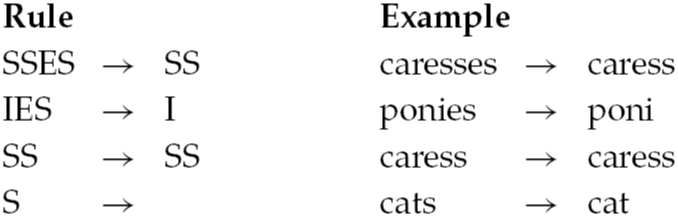 Rule Example
SSES → SS caresses → caress
IES → I ponies → poni
SS → SS caress → caress
S → cats → cat